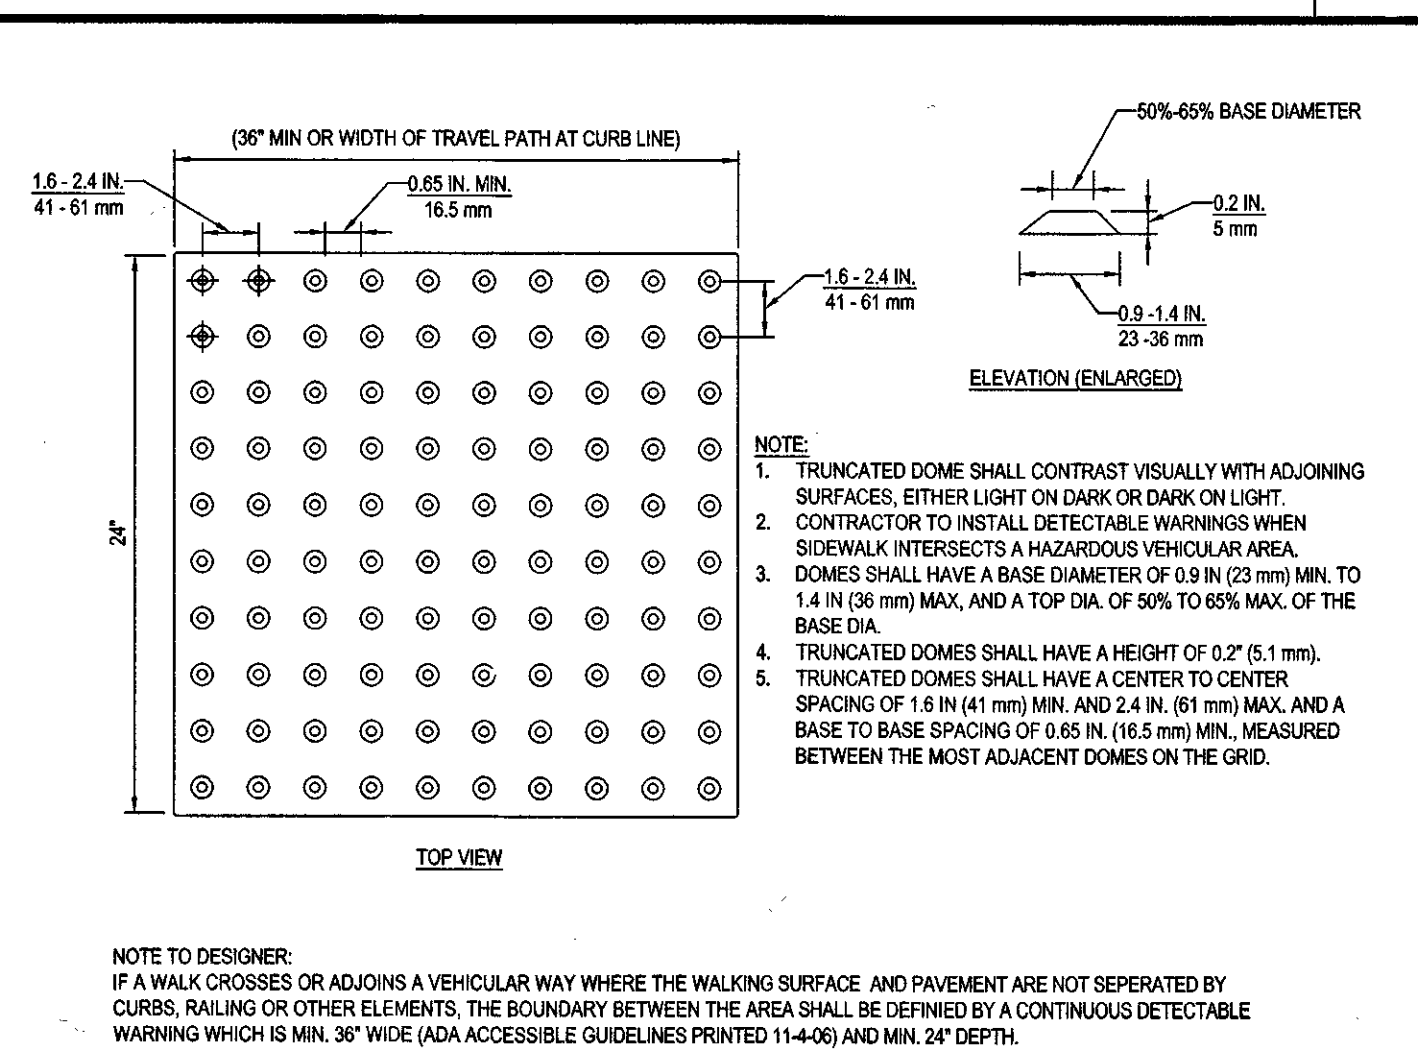 50%-65% BASE DIAMETER
(36" MIN OR WIDTH OF TRAVEL PATH AT CURB LINE)
1.6 - 2.4 IN.
41 - 61 mm
0.65 IN. MIN.
16.5 mm
0.2 IN.
5 mm
1.6 - 2.4 IN.
41 - 61 mm
0.9 -1.4 IN.
23 -36 mm
ELEVATION (ENLARGED)
24"
NOTE:
1. TRUNCATED DOME SHALL CONTRAST VISUALLY WITH ADJOINING
SURFACES, EITHER LIGHT ON DARK OR DARK ON LIGHT.
2. CONTRACTOR TO INSTALL DETECTABLE WARNINGS WHEN
SIDEWALK INTERSECTS A HAZARDOUS VEHICULAR AREA.
3. DOMES SHALL HAVE A BASE DIAMETER OF 0.9 IN (23 mm) MIN. TO
1.4 IN (36 mm) MAX, AND A TOP DIA. OF 50% TO 65% MAX. OF THE
BASE DIA.
4. TRUNCATED DOMES SHALL HAVE A HEIGHT OF 0.2" (5.1 mm).
5. TRUNCATED DOMES SHALL HAVE A CENTER TO CENTER
SPACING OF 1.6 IN (41 mm) MIN. AND 2.4 IN. (61 mm) MAX. AND A
BASE TO BASE SPACING OF 0.65 IN. (16.5 mm) MIN., MEASURED
BETWEEN THE MOST ADJACENT DOMES ON THE GRID.
TOP VIEW
NOTE TO DESIGNER:
IF A WALK CROSSES OR ADJOINS A VEHICULAR WAY WHERE THE WALKING SURFACE AND PAVEMENT ARE NOT SEPERATED BY
CURBS, RAILING OR OTHER ELEMENTS, THE BOUNDARY BETWEEN THE AREA SHALL BE DEFINIED BY A CONTINUOUS DETECTABLE
WARNING WHICH IS MIN. 36" WIDE (ADA ACCESSIBLE GUIDELINES PRINTED 11-4-06) AND MIN. 24" DEPTH.